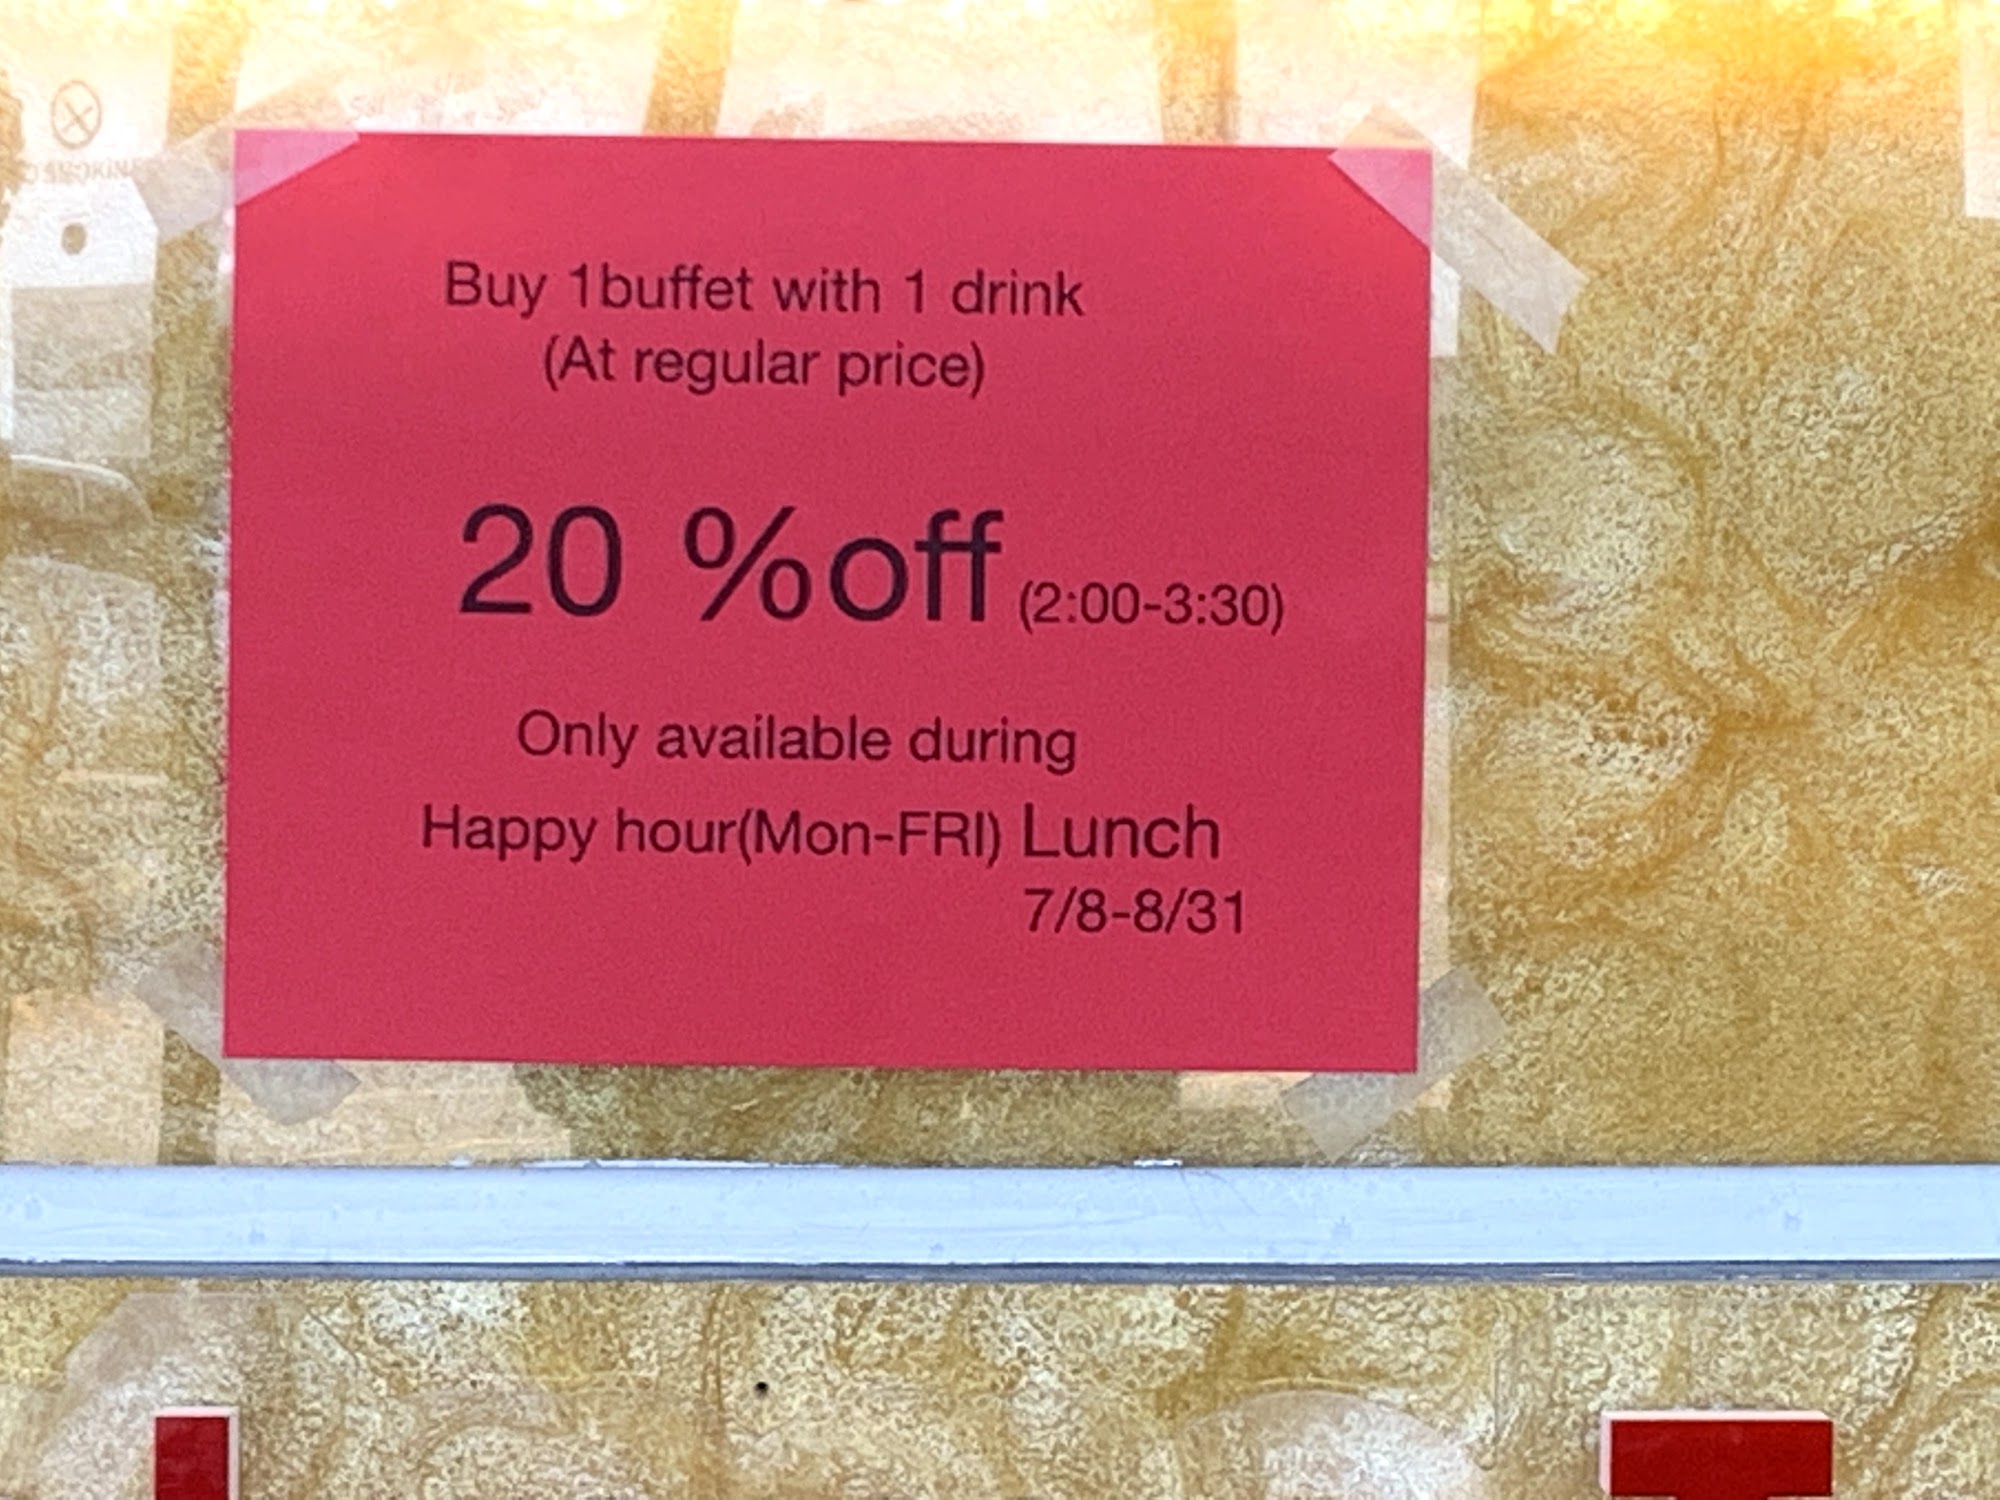 Buy 1buffet with 1 drink
(At regular price)
20 %off (2:00-3:30)
Only available during
Happy hour(Mon-FRI) Lunch
7/8-8/31